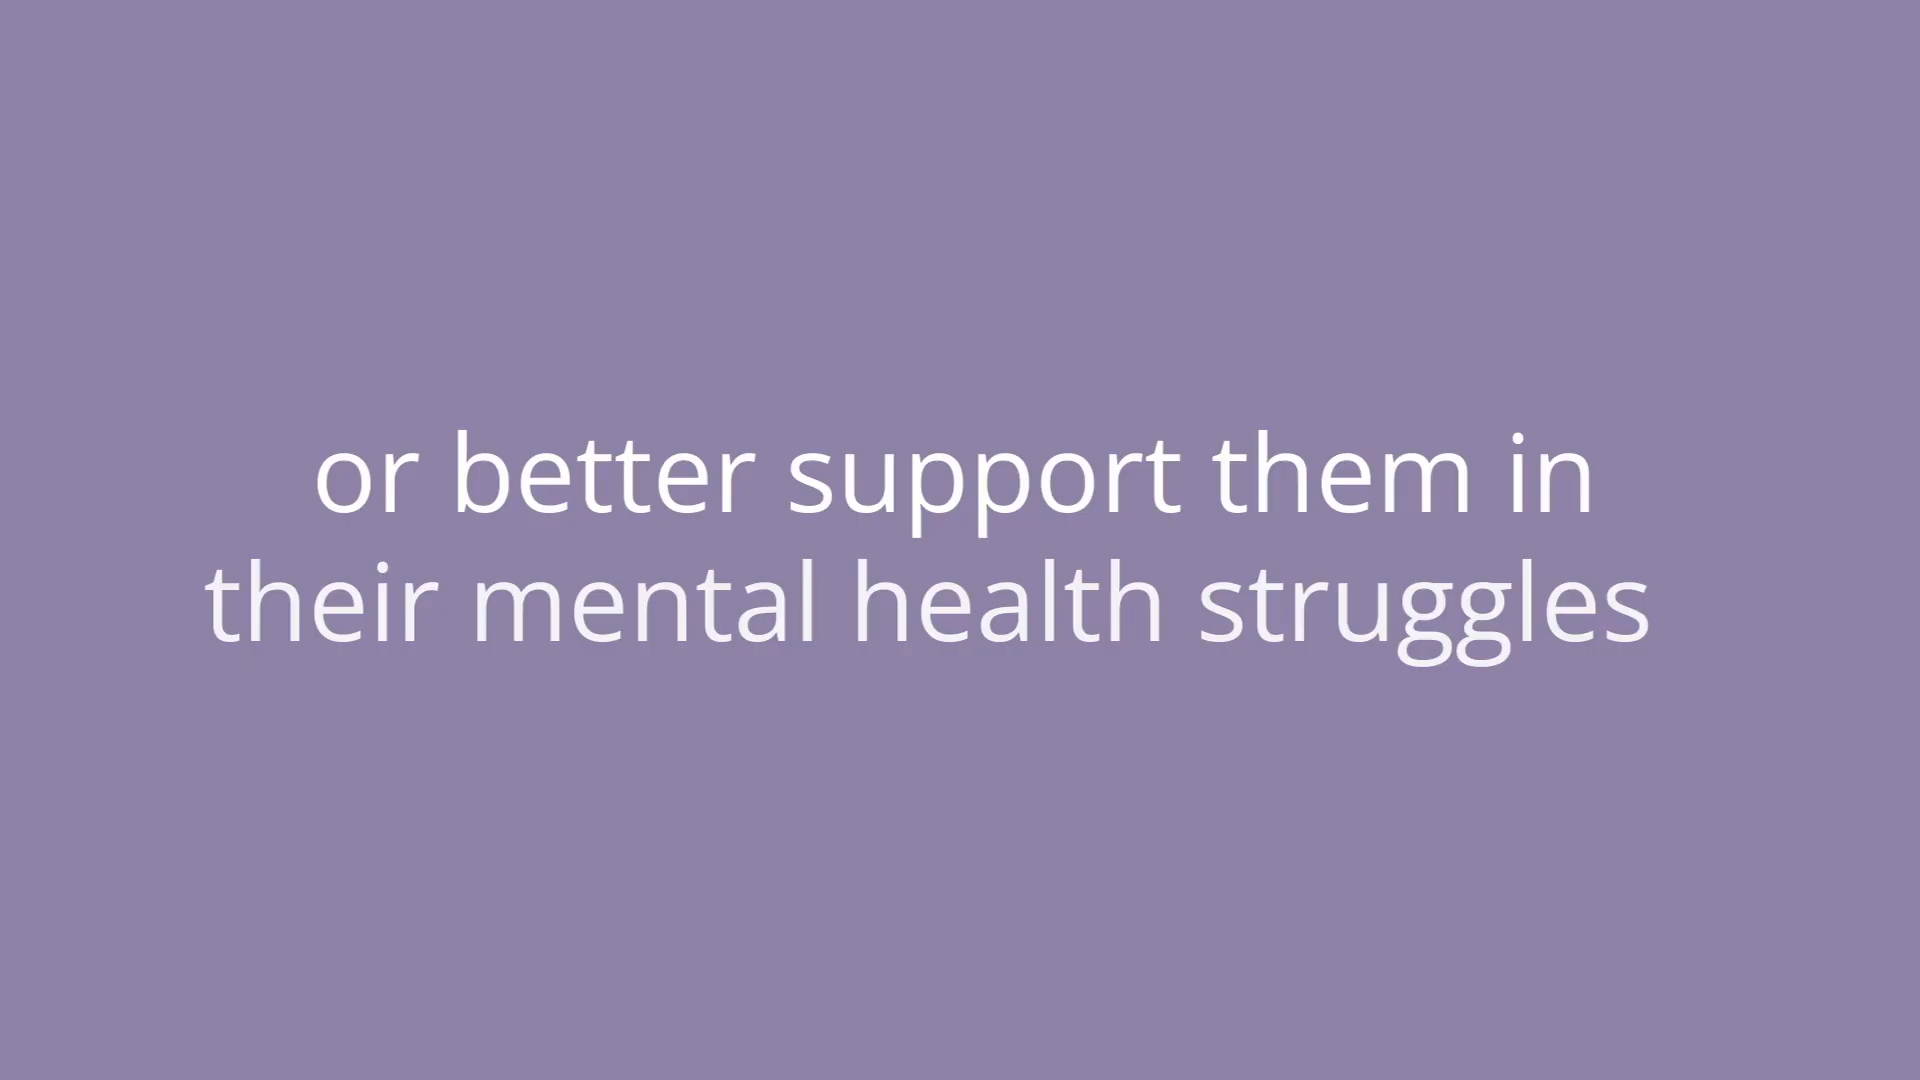 or better support them in
their mental health struggles